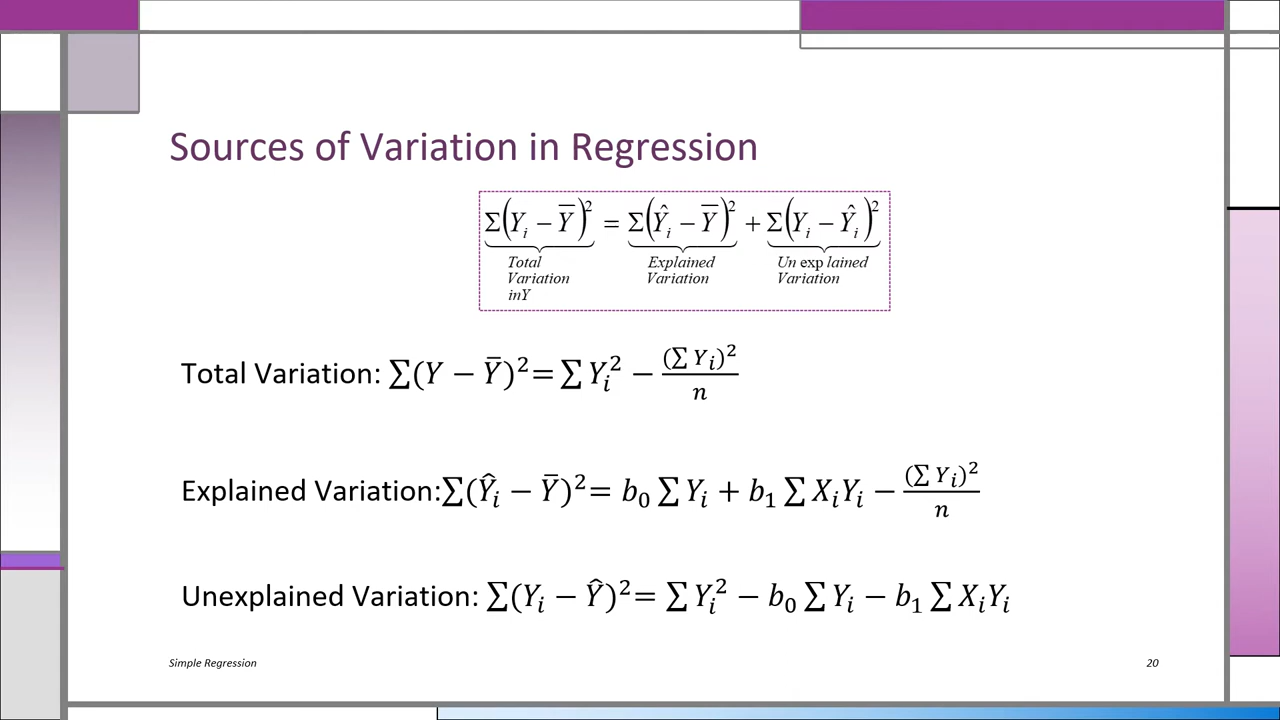 Sources of Variation in Regression
Σ(Yᵢ − Y̅)² = Σ(Ŷᵢ − Y̅)² + Σ(Yᵢ − Ŷᵢ)²
Total Explained Un exp lained
Variation Variation Variation
inY
Total Variation: ∑(Y − Y̅)²= ∑ Yᵢ² − (∑ Yᵢ)²/n
Explained Variation:∑(Ŷᵢ − Y̅)²= b₀ ∑ Yᵢ + b₁ ∑ XᵢYᵢ − (∑ Yᵢ)²/n
Unexplained Variation: ∑(Yᵢ − Ŷ)²= ∑ Yᵢ² − b₀ ∑ Yᵢ − b₁ ∑ XᵢYᵢ
Simple Regression 20